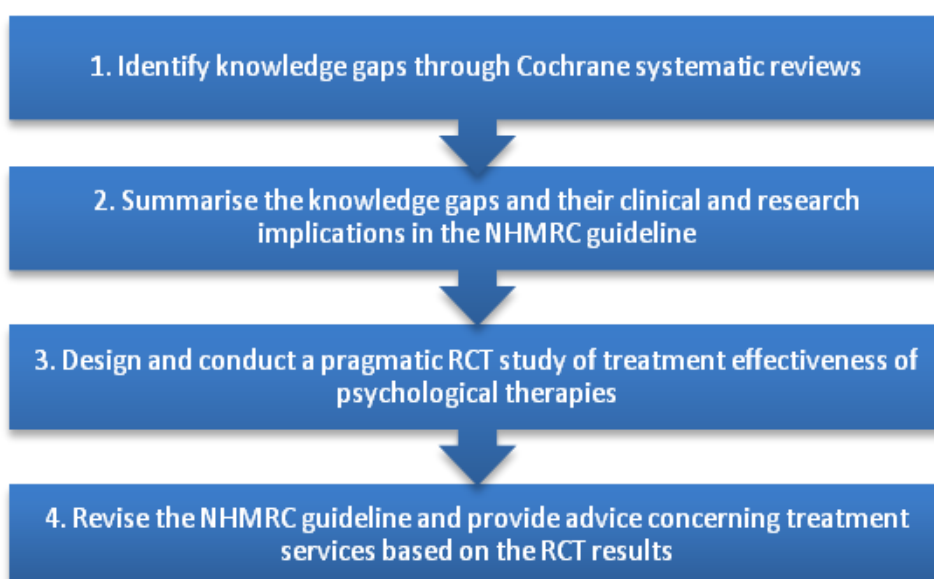 1. Identify knowledge gaps through Cochrane systematic reviews
2. Summarise the knowledge gaps and their clinical and research
implications in the NHMRC guideline
3. Design and conduct a pragmatic RCT study of treatment effectiveness of
psychological therapies
4. Revise the NHMRC guideline and provide advice concerning treatment
services based on the RCT results